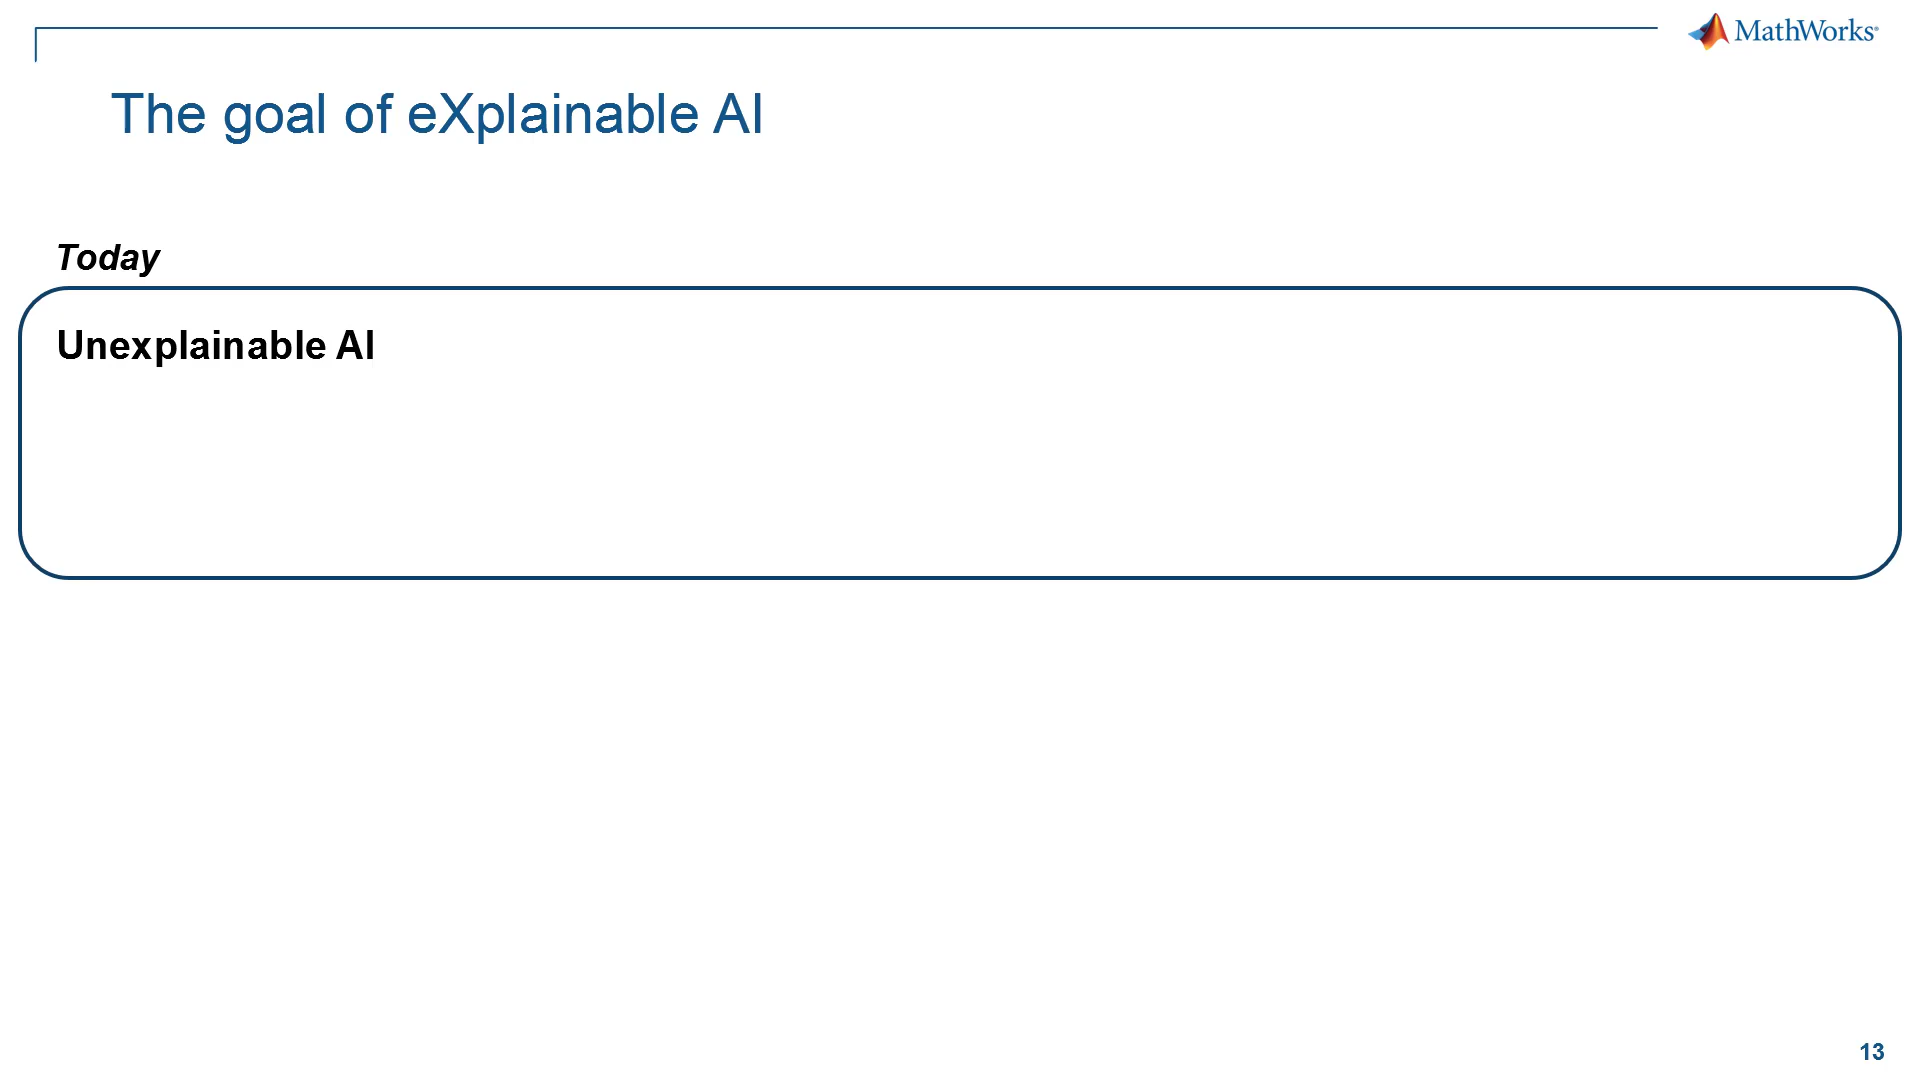 MathWorks®
The goal of eXplainable AI
Today
Unexplainable AI
13